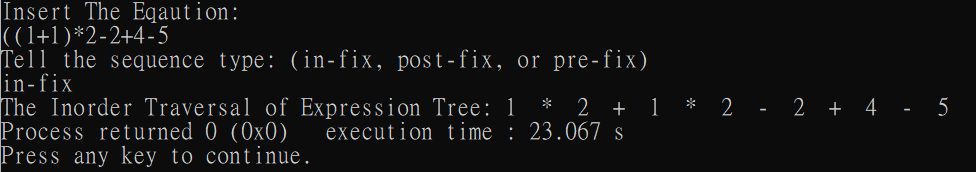 Insert The Eqaution:
((1+1)*2-2+4-5
Tell the sequence type: (in-fix, post-fix, or pre-fix)
in-fix
The Inorder Traversal of Expression Tree: 1 * 2 + 1 * 2 - 2 + 4 - 5
Process returned 0 (0x0) execution time : 23.067 s
Press any key to continue.